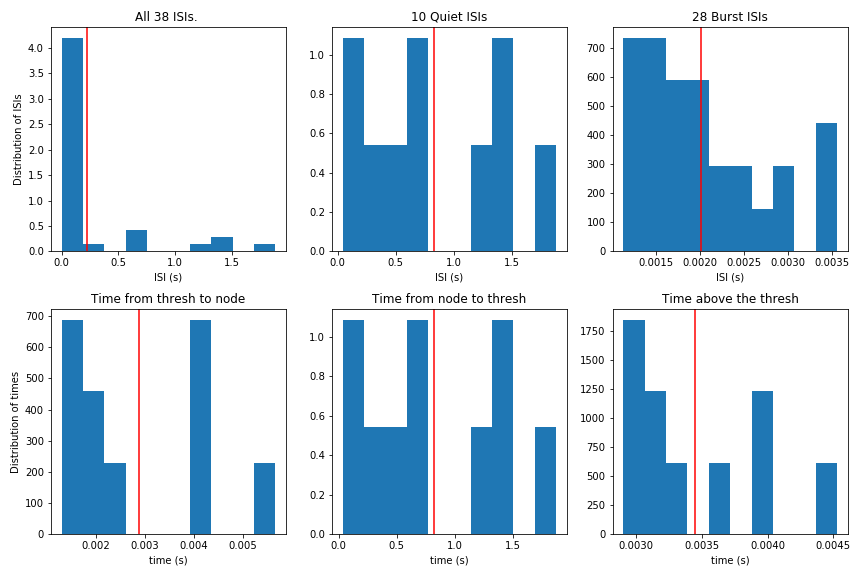 All 38 ISIs.
10 Quiet ISIs
28 Burst ISIs
Distribution of ISIs
4.0
3.5
3.0
2.5
2.0
1.5
1.0
0.5
0.0
0.0 0.5 1.0 1.5
ISI (s)
1.0
0.8
0.6
0.4
0.2
0.0
0.0 0.5 1.0 1.5
ISI (s)
700
600
500
400
300
200
100
0
0.0015 0.0020 0.0025 0.0030 0.0035
ISI (s)
Time from thresh to node
Time from node to thresh
Time above the thresh
Distribution of times
700
600
500
400
300
200
100
0
0.002 0.003 0.004 0.005
time (s)
1.0
0.8
0.6
0.4
0.2
0.0
0.0 0.5 1.0 1.5
time (s)
1750
1500
1250
1000
750
500
250
0
0.0030 0.0035 0.0040 0.0045
time (s)